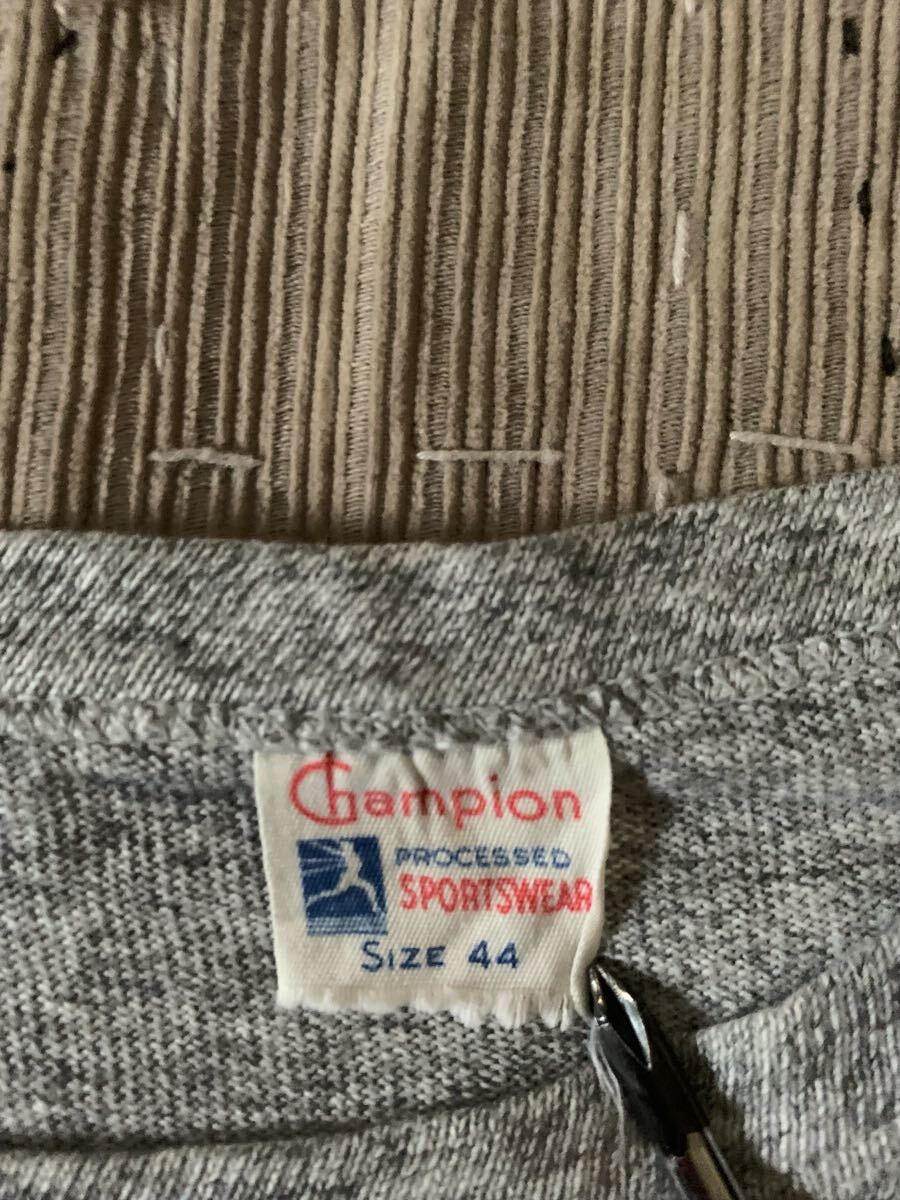 Champion
PROCESSED
SPORTSWEAR
SIZE 44